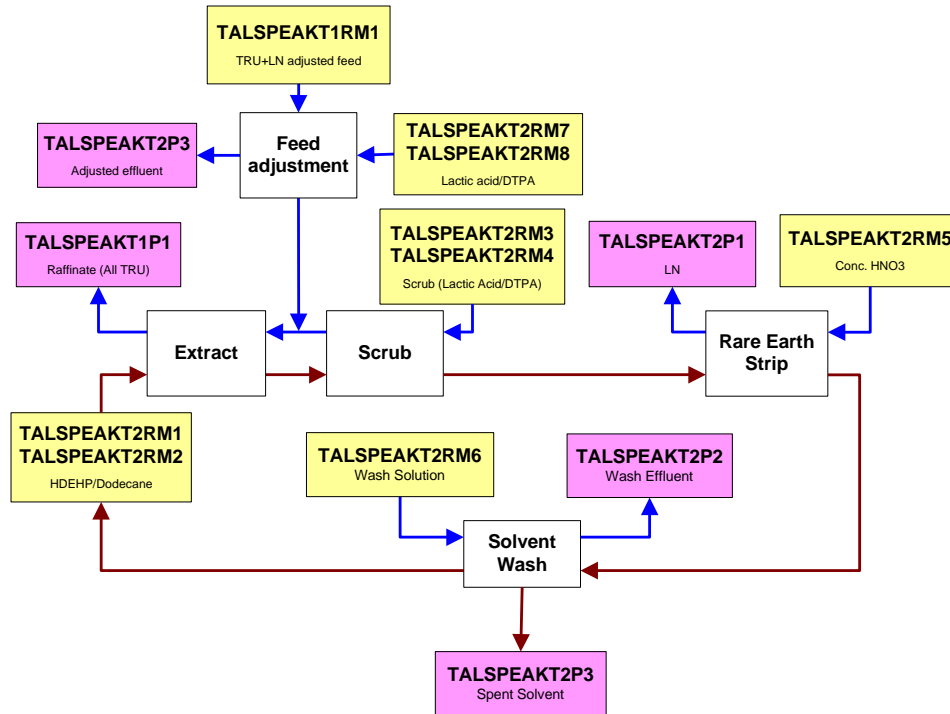 TALSPEAKT1RM1
TRU+LN adjusted feed
TALSPEAKT2P3
Adjusted effluent
Feed
adjustment
TALSPEAKT2RM7
TALSPEAKT2RM8
Lactic acid/DTPA
TALSPEAKT1P1
Raffinate (All TRU)
TALSPEAKT2RM3
TALSPEAKT2RM4
Scrub (Lactic Acid/DTPA)
TALSPEAKT2P1
LN
TALSPEAKT2RM5
Conc. HNO3
Extract
Scrub
Rare Earth
Strip
TALSPEAKT2RM1
TALSPEAKT2RM2
HDEHP/Dodecane
TALSPEAKT2RM6
Wash Solution
TALSPEAKT2P2
Wash Effluent
Solvent
Wash
TALSPEAKT2P3
Spent Solvent